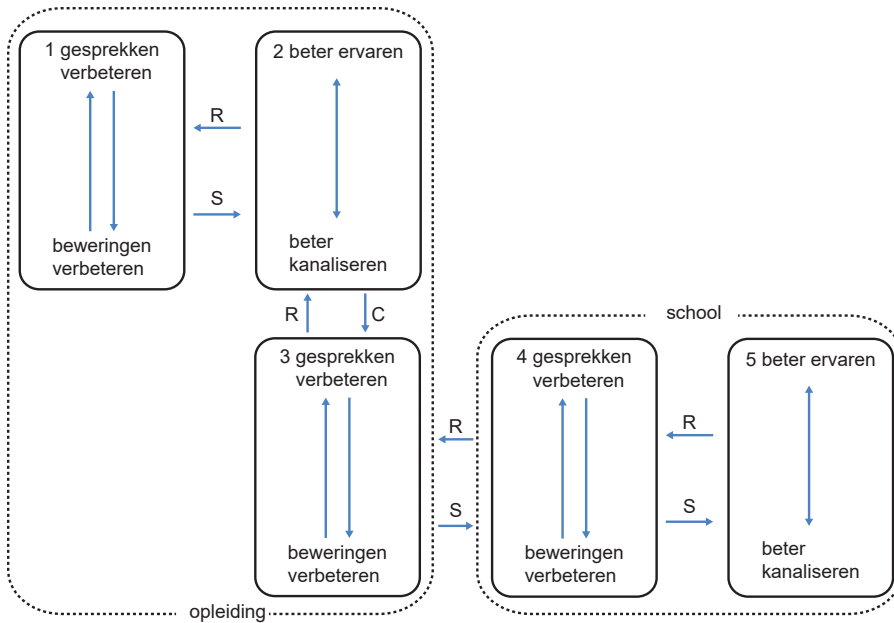 1 gesprekken
verbeteren
2 beter ervaren
R
S
beweringen
verbeteren
beter
kanaliseren
R
C
school
3 gesprekken
verbeteren
4 gesprekken
verbeteren
5 beter ervaren
R
R
S
S
beweringen
verbeteren
beweringen
verbeteren
beter
kanaliseren
opleiding